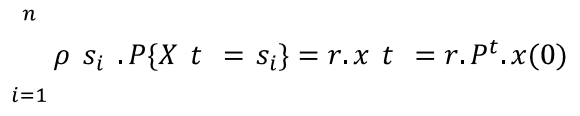 n
ρ s_i . P{X t = s_i} = r. x t = r. P^t. x(0)
i=1